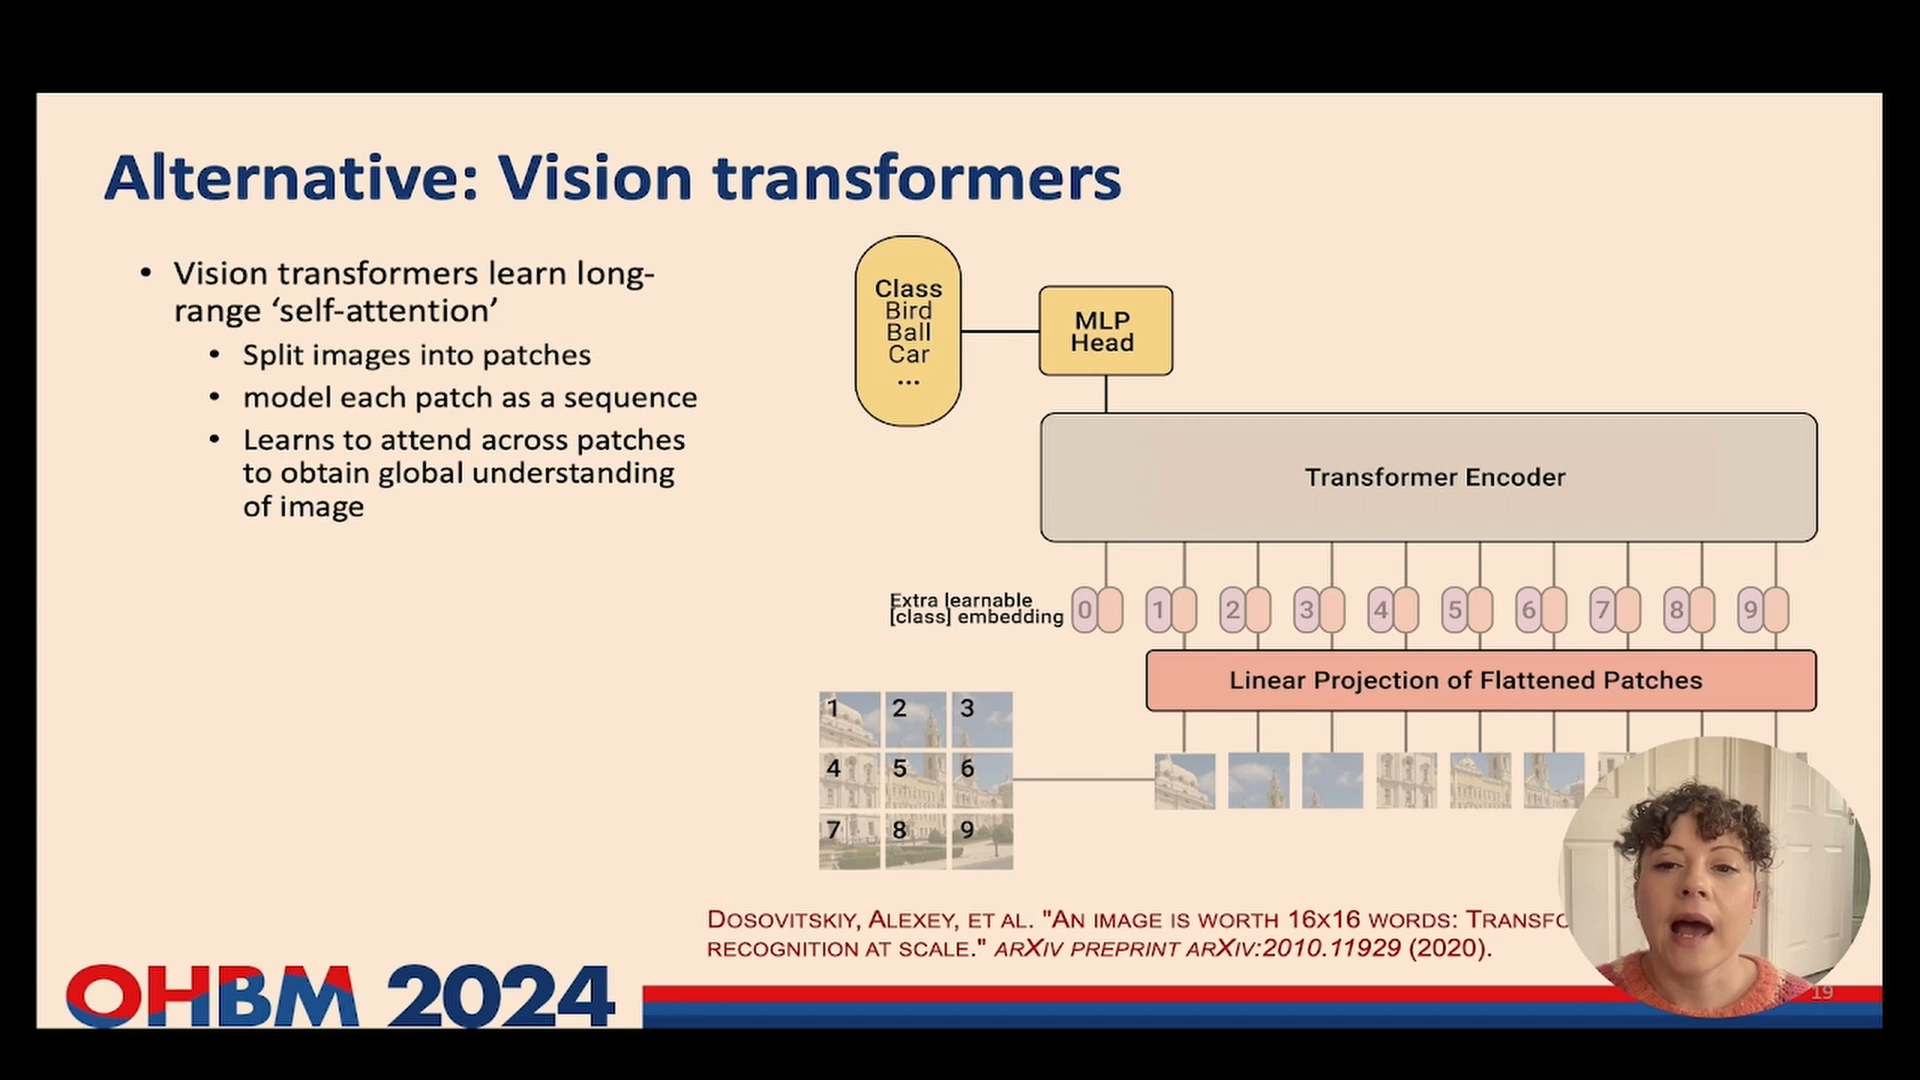 Alternative: Vision transformers
• Vision transformers learn long-
range ‘self-attention’
• Split images into patches
• model each patch as a sequence
• Learns to attend across patches
to obtain global understanding
of image
Class
Bird
Ball
Car
...
MLP
Head
Transformer Encoder
Extra learnable
[class] embedding
0 1 2 3 4 5 6 7 8 9
Linear Projection of Flattened Patches
1 2 3
4 5 6
7 8 9
DOSOVITSKIY, ALEXEY, ET AL. "AN IMAGE IS WORTH 16X16 WORDS:
RECOGNITION AT SCALE." ARXIV PREPRINT ARXIV:2010.11929 (2020).
OHBM 2024
19